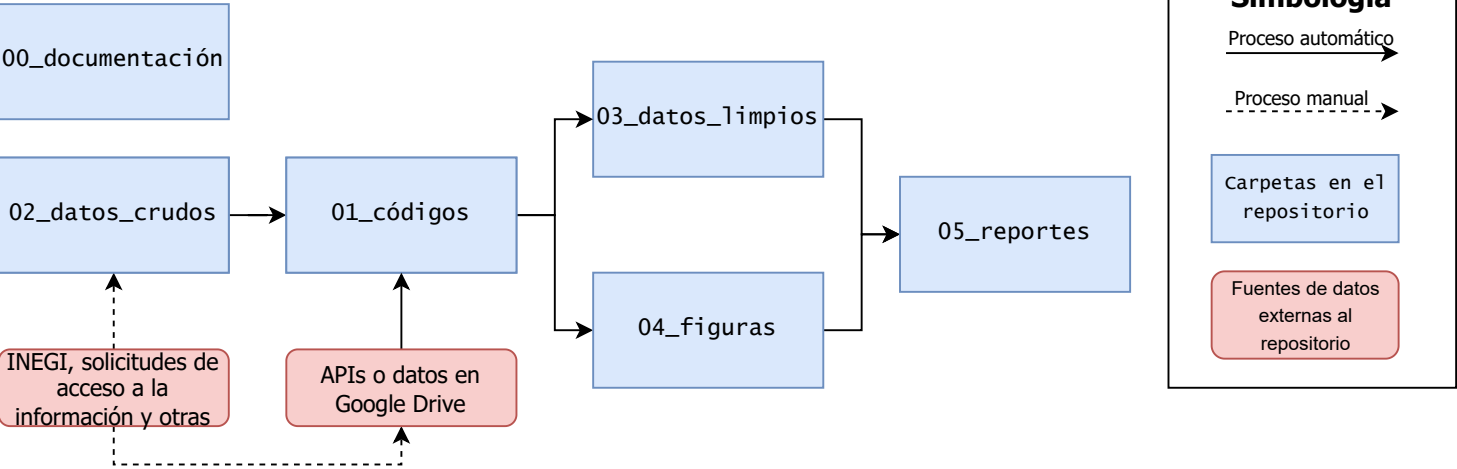 00_documentación
02_datos_crudos
01_códigos
03_datos_limpios
04_figuras
05_reportes
INEGI, solicitudes de
acceso a la
información y otras
APIs o datos en
Google Drive
Simbología
Proceso automático
Proceso manual
Carpetas en el
repositorio
Fuentes de datos
externas al
repositorio